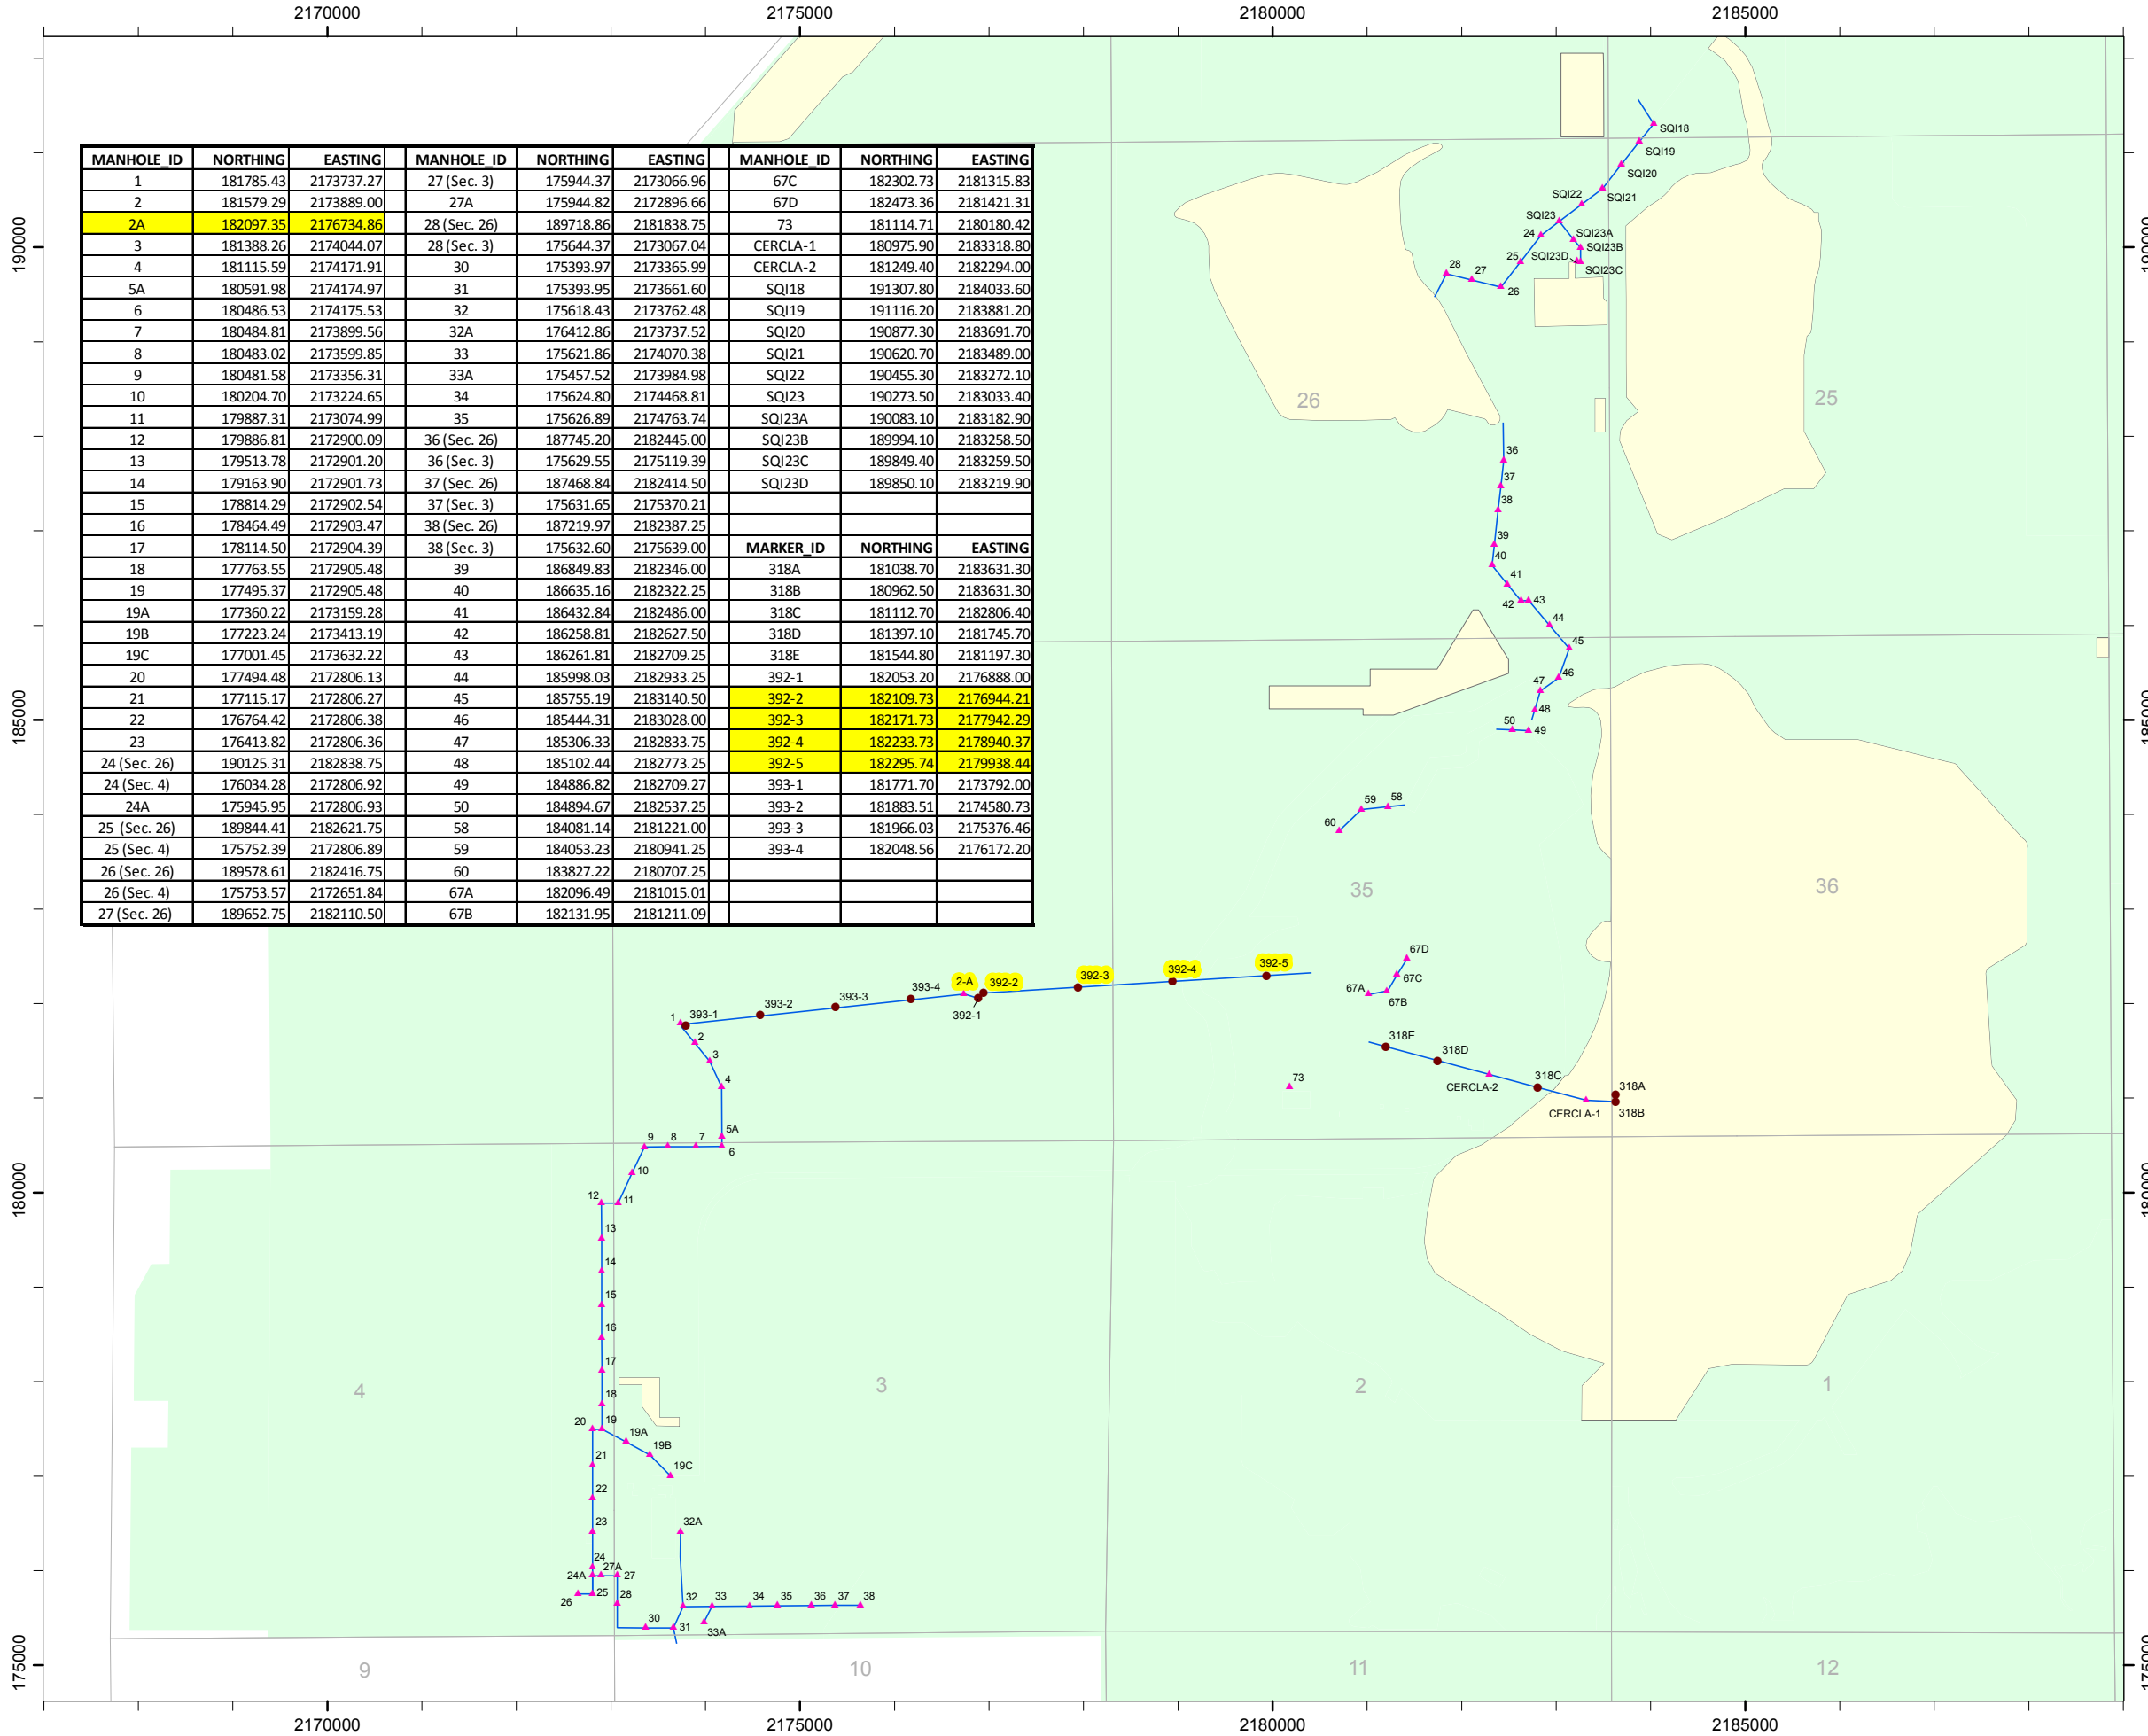 2170000 2175000 2180000 2185000
MANHOLE_ID NORTHING EASTING MANHOLE_ID NORTHING EASTING MANHOLE_ID NORTHING EASTING
1 181785.43 2173737.27 27 (Sec. 3) 175944.37 2173066.96 67C 182302.73 2181315.83
2 181579.29 2173889.00 27A 175944.82 2172896.66 67D 182473.36 2181421.31
2A 182097.35 2176734.86 28 (Sec. 26) 189718.86 2181838.75 73 181114.71 2180180.42
3 181388.26 2174044.07 28 (Sec. 3) 175644.37 2173067.04 CERCLA-1 180975.90 2183318.80
4 181115.59 2174171.91 30 175393.97 2173365.99 CERCLA-2 181249.40 2182294.00
5A 180591.98 2174174.97 31 175393.95 2173661.60 SQI18 191307.80 2184033.60
6 180486.53 2174175.53 32 175618.43 2173762.48 SQI19 191116.20 2183881.20
7 180484.81 2173899.56 32A 176412.86 2173737.52 SQI20 190877.30 2183691.70
8 180483.02 2173599.85 33 175621.86 2174070.38 SQI21 190620.70 2183489.00
9 180481.58 2173356.31 33A 175457.52 2173984.98 SQI22 190455.30 2183272.10
10 180204.70 2173224.65 34 175624.80 2174468.81 SQI23 190273.50 2183033.40
11 179887.31 2173074.99 35 175626.89 2174763.74 SQI23A 190083.10 2183182.90
12 179886.81 2172900.09 36 (Sec. 26) 187745.20 2182445.00 SQI23B 189994.10 2183258.50
13 179513.78 2172901.20 36 (Sec. 3) 175629.55 2175119.39 SQI23C 189849.40 2183259.50
14 179163.90 2172901.73 37 (Sec. 26) 187468.84 2182414.50 SQI23D 189850.10 2183219.90
15 178814.29 2172902.54 37 (Sec. 3) 175631.65 2175370.21
16 178464.49 2172903.47 38 (Sec. 26) 187219.97 2182387.25
17 178114.50 2172904.39 38 (Sec. 3) 175632.60 2175639.00 MARKER_ID NORTHING EASTING
18 177763.55 2172905.48 39 186849.83 2182346.00 318A 181038.70 2183631.30
19 177495.37 2172905.48 40 186635.16 2182322.25 318B 180962.50 2183631.30
19A 177360.22 2173159.28 41 186432.84 2182486.00 318C 181112.70 2182806.40
19B 177223.24 2173413.19 42 186258.81 2182627.50 318D 181397.10 2181745.70
19C 177001.45 2173632.22 43 186261.81 2182709.25 318E 181544.80 2181197.30
20 177494.48 2172806.13 44 185998.03 2182933.25 392-1 182053.20 2176888.00
21 177115.17 2172806.27 45 185755.19 2183140.50 392-2 182109.73 2176944.21
22 176764.42 2172806.38 46 185444.31 2183028.00 392-3 182171.73 2177942.29
23 176413.82 2172806.36 47 185306.33 2182833.75 392-4 182233.73 2178940.37
24 (Sec. 26) 190125.31 2182838.75 48 185102.44 2182773.25 392-5 182295.74 2179938.44
24 (Sec. 4) 176034.28 2172806.92 49 184886.82 2182709.27 393-1 181771.70 2173792.00
24A 175945.95 2172806.93 50 184894.67 2182537.25 393-2 181883.51 2174580.73
25 (Sec. 26) 189844.41 2182621.75 58 184081.14 2181221.00 393-3 181966.03 2175376.46
25 (Sec. 4) 175752.39 2172806.89 59 184053.23 2180941.25 393-4 182048.56 2176172.20
26 (Sec. 26) 189578.61 2182416.75 60 183827.22 2180707.25
26 (Sec. 4) 175753.57 2172651.84 67A 182096.49 2181015.01
27 (Sec. 26) 189652.75 2182110.50 67B 182131.95 2181211.09
SQI18
SQI19
SQI20
SQI22 SQI21
SQI23
24 SQI23A
190000 190000
SQI23B
25 SQI23D
28 27 SQI23C
26
26 25
36
37
38
39
40
41
42 43
44
45
46
47
48
185000 185000
50 49
59 58
60
35 36
67D
2-A 392-2 392-3 392-4 392-5
67A 67C
67B
393-4
393-3
393-2
392-1
1 393-1
2
3
318E
318D
4 73
CERCLA-2 318C
318A
CERCLA-1 318B
5A
9 8 7 6
10
180000 180000
12 11
13
14
15
16
17
4 3 2 1
18
20 19
19A
19B
19C
21
22
23
32A
24
24A 27A 27
26 25 28
32 33 34 35 36 37 38
30 31 33A
175000 175000
9 10 11 12
2170000 2175000 2180000 2185000